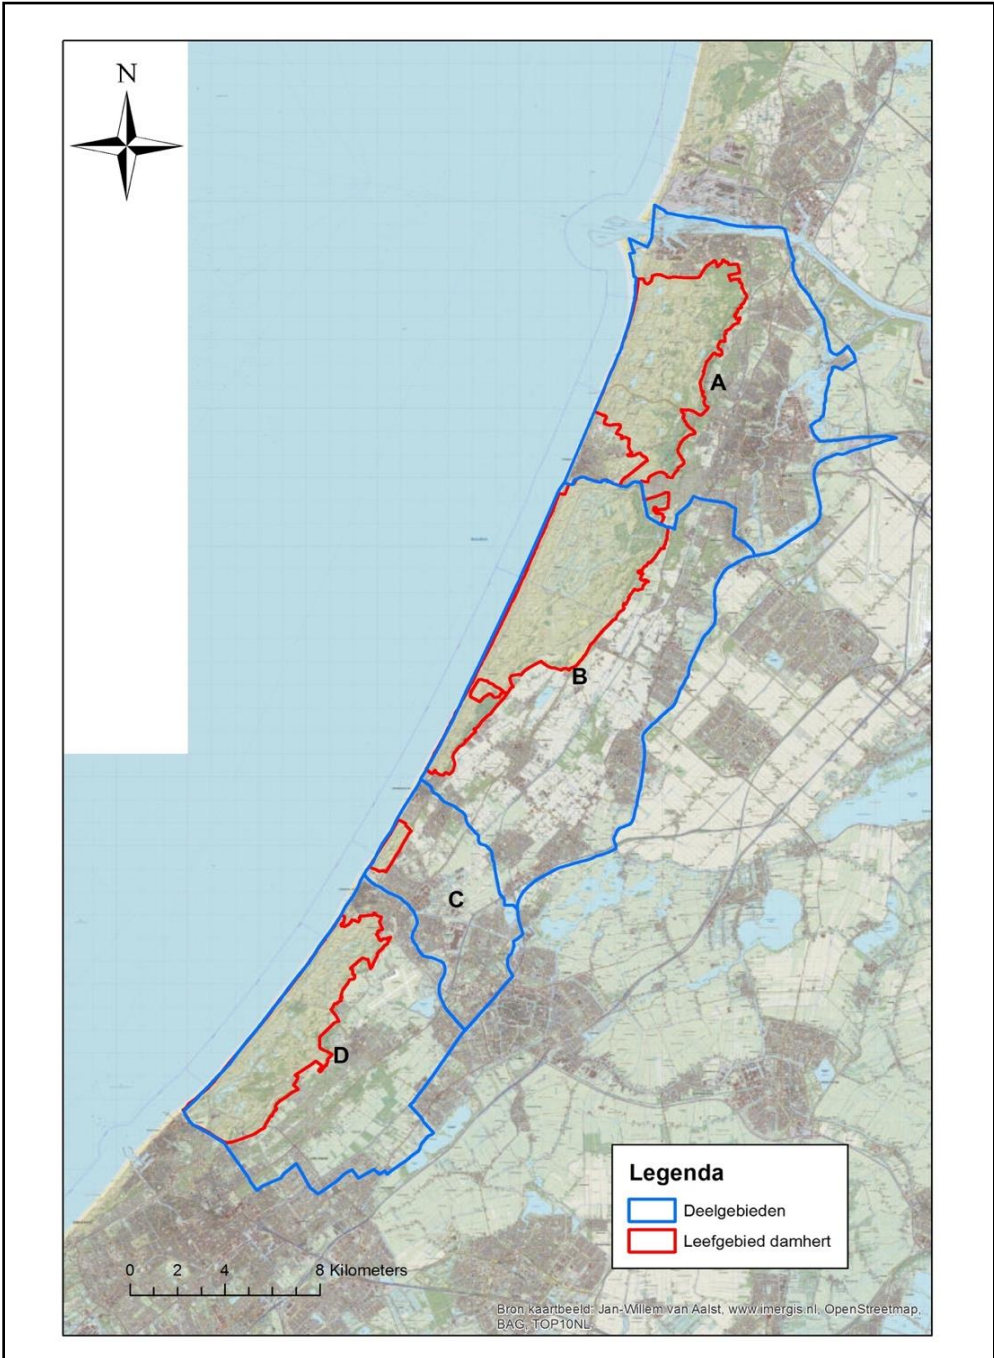 N
A
B
C
D
Legenda
Deelgebieden
Leefgebied damhert
0 2 4 8 Kilometers
Bron kaartbeeld: Jan-Willem van Aalst, www.imergis.nl, OpenStreetmap,
BAG, TOP10NL